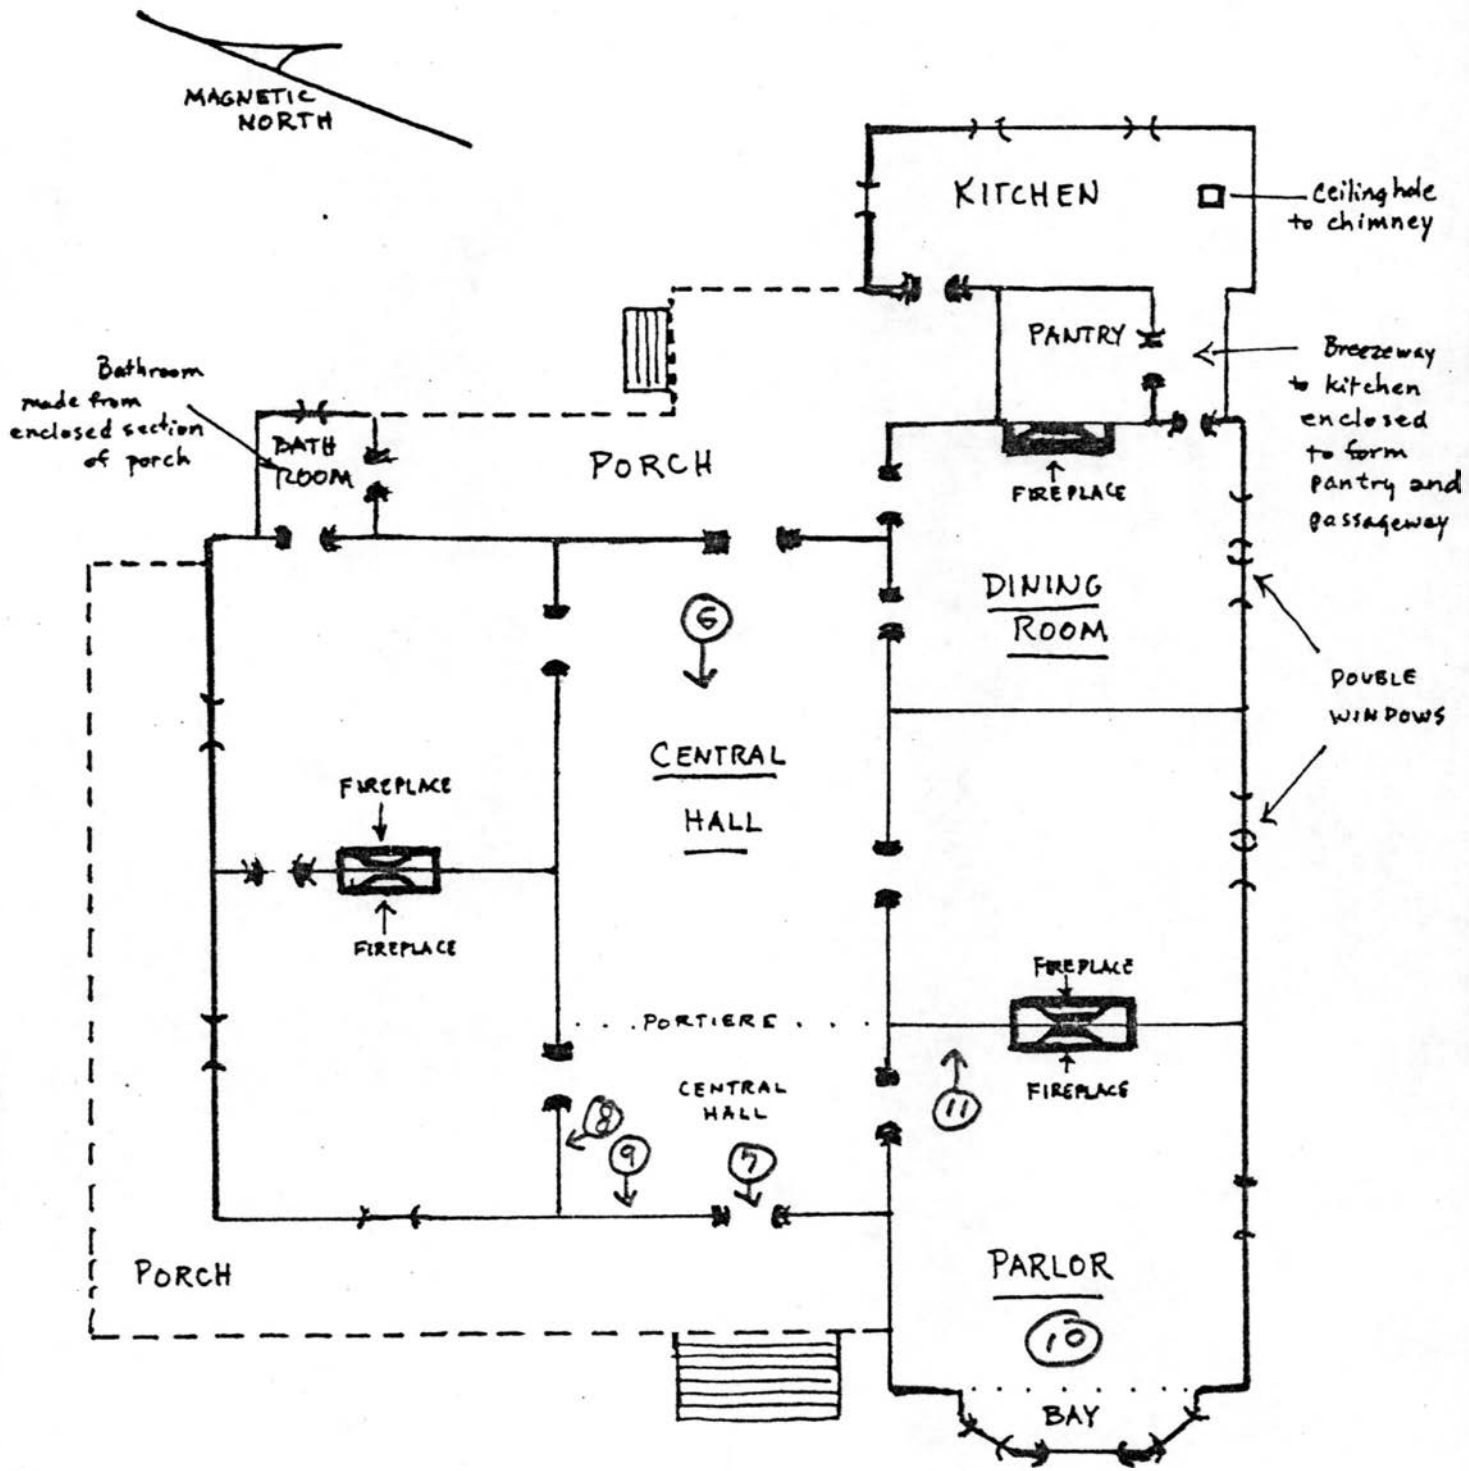 MAGNETIC
NORTH
KITCHEN
Ceiling hole
to chimney
PANTRY
Breezeway
to kitchen
enclosed
to form
pantry and
passageway
Bathroom
made from
enclosed section
of porch
BATH
ROOM
PORCH
FIREPLACE
DINING
ROOM
6
DOUBLE
WINDOWS
CENTRAL
HALL
FIREPLACE
FIREPLACE
FIREPLACE
PORTIERE
FIREPLACE
CENTRAL
HALL
11
8
9
7
PORCH
PARLOR
10
BAY